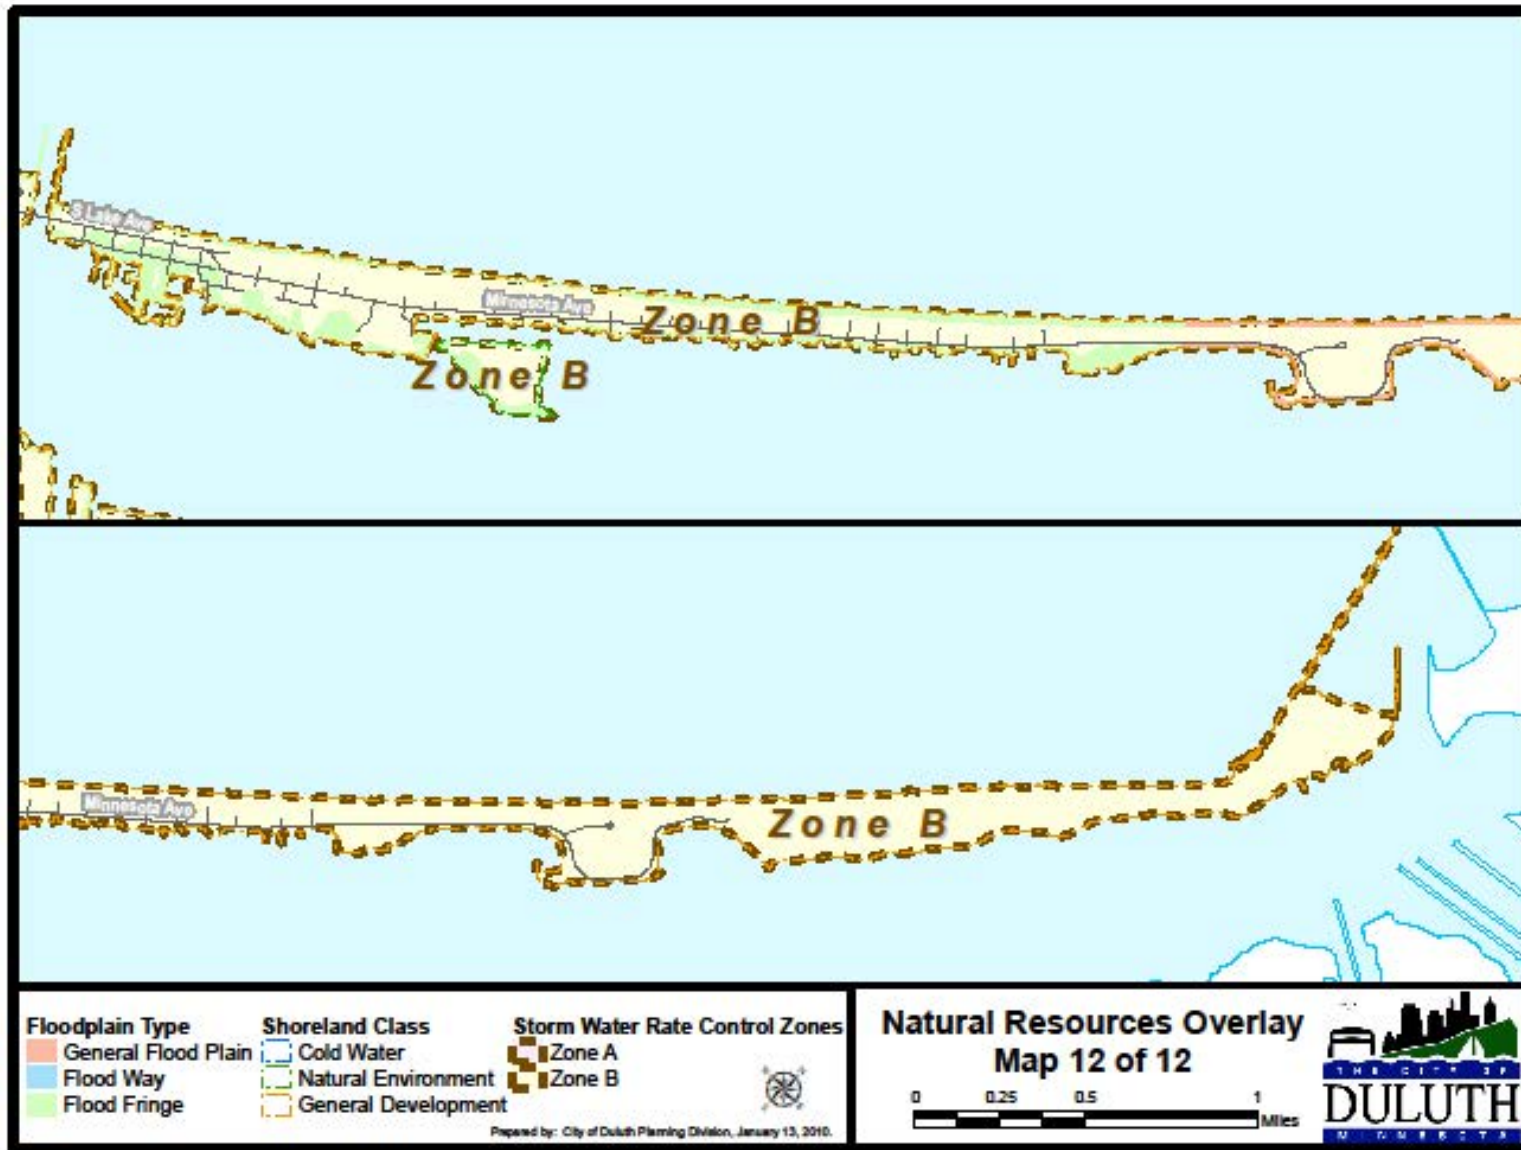 S Lake Ave
Minnesota Ave
Zone B
Zone B
Minnesota Ave
Zone B
Floodplain Type
General Flood Plain
Flood Way
Flood Fringe
Shoreland Class
Cold Water
Natural Environment
General Development
Storm Water Rate Control Zones
Zone A
Zone B
Prepared by: City of Duluth Planning Division, January 13, 2010.
Natural Resources Overlay
Map 12 of 12
0 0.25 0.5 1
Miles
THE CITY OF
DULUTH
MINNESOTA